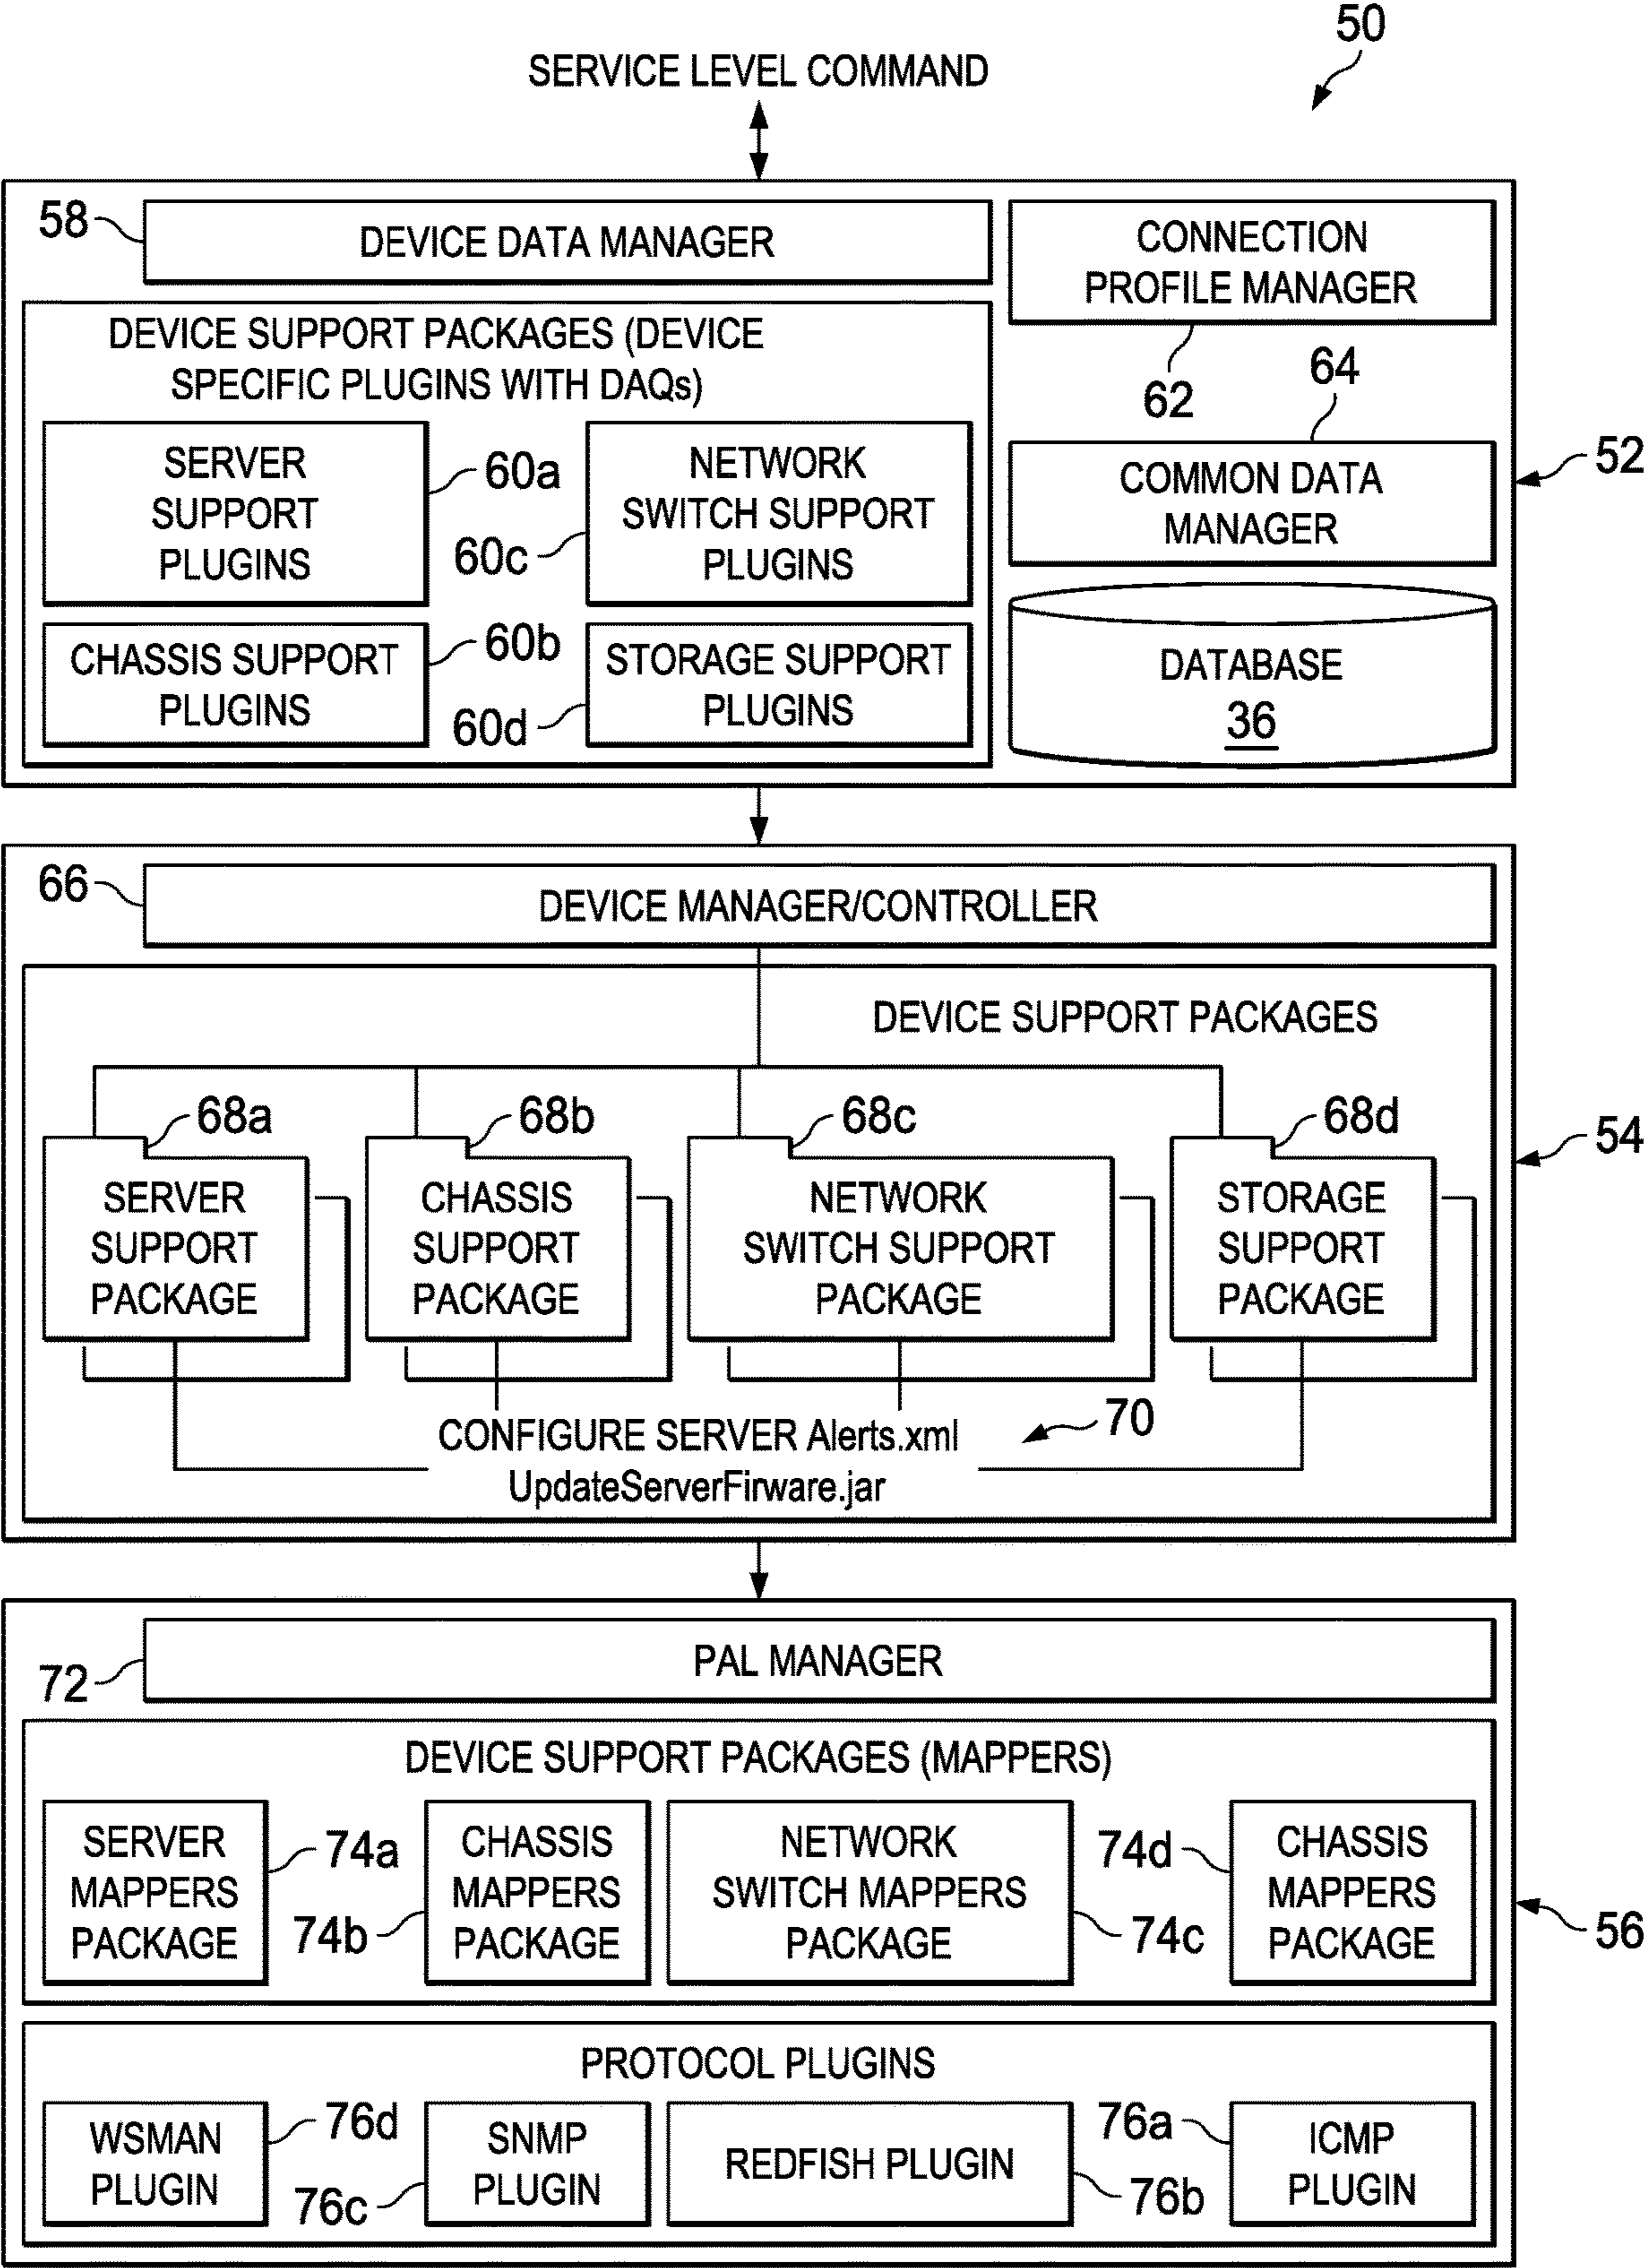 50
SERVICE LEVEL COMMAND
58
DEVICE DATA MANAGER
CONNECTION
PROFILE MANAGER
62
DEVICE SUPPORT PACKAGES (DEVICE
SPECIFIC PLUGINS WITH DAQs)
64
52
SERVER
SUPPORT
PLUGINS
60a
NETWORK
SWITCH SUPPORT
PLUGINS
60c
COMMON DATA
MANAGER
CHASSIS SUPPORT
PLUGINS
60b
STORAGE SUPPORT
PLUGINS
60d
DATABASE
36
66
DEVICE MANAGER/CONTROLLER
DEVICE SUPPORT PACKAGES
68a
68b
68c
68d
54
SERVER
SUPPORT
PACKAGE
CHASSIS
SUPPORT
PACKAGE
NETWORK
SWITCH SUPPORT
PACKAGE
STORAGE
SUPPORT
PACKAGE
CONFIGURE SERVER Alerts.xml
UpdateServerFirware.jar
70
72
PAL MANAGER
DEVICE SUPPORT PACKAGES (MAPPERS)
SERVER
MAPPERS
PACKAGE
74a
74b
CHASSIS
MAPPERS
PACKAGE
NETWORK
SWITCH MAPPERS
PACKAGE
74d
74c
CHASSIS
MAPPERS
PACKAGE
56
PROTOCOL PLUGINS
WSMAN
PLUGIN
76d
76c
SNMP
PLUGIN
REDFISH PLUGIN
76a
76b
ICMP
PLUGIN